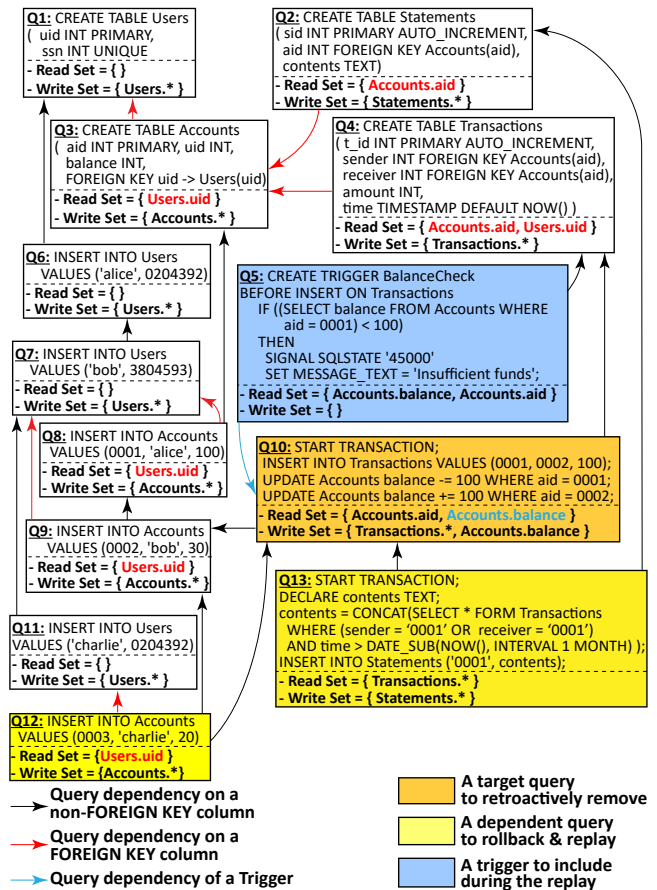 Q1: CREATE TABLE Users
( uid INT PRIMARY,
ssn INT UNIQUE
- Read Set = { }
- Write Set = { Users.* }
Q2: CREATE TABLE Statements
( sid INT PRIMARY AUTO_INCREMENT,
aid INT FOREIGN KEY Accounts(aid),
contents TEXT)
- Read Set = { Accounts.aid }
- Write Set = { Statements.* }
Q3: CREATE TABLE Accounts
( aid INT PRIMARY, uid INT,
balance INT,
FOREIGN KEY uid -> Users(uid)
- Read Set = { Users.uid }
- Write Set = { Accounts.* }
Q4: CREATE TABLE Transactions
( t_id INT PRIMARY AUTO_INCREMENT,
sender INT FOREIGN KEY Accounts(aid),
receiver INT FOREIGN KEY Accounts(aid),
amount INT,
time TIMESTAMP DEFAULT NOW() )
- Read Set = { Accounts.aid, Users.uid }
- Write Set = { Transactions.* }
Q5: CREATE TRIGGER BalanceCheck
BEFORE INSERT ON Transactions
IF ((SELECT balance FROM Accounts WHERE
aid = 0001) < 100)
THEN
SIGNAL SQLSTATE '45000'
SET MESSAGE_TEXT = 'Insufficient funds';
- Read Set = { Accounts.balance, Accounts.aid }
- Write Set = { }
Q6: INSERT INTO Users
VALUES ('alice', 0204392)
- Read Set = { }
- Write Set = { Users.* }
Q7: INSERT INTO Users
VALUES ('bob', 3804593)
- Read Set = { }
- Write Set = { Users.* }
Q8: INSERT INTO Accounts
VALUES (0001, 'alice', 100)
- Read Set = { Users.uid }
- Write Set = { Accounts.* }
Q9: INSERT INTO Accounts
VALUES (0002, 'bob', 30)
- Read Set = { Users.uid }
- Write Set = { Accounts.* }
Q10: START TRANSACTION;
INSERT INTO Transactions VALUES (0001, 0002, 100);
UPDATE Accounts balance -= 100 WHERE aid = 0001;
UPDATE Accounts balance += 100 WHERE aid = 0002;
- Read Set = { Accounts.aid, Accounts.balance }
- Write Set = { Transactions.*, Accounts.balance }
Q11: INSERT INTO Users
VALUES ('charlie', 0204392)
- Read Set = { }
- Write Set = { Users.* }
Q12: INSERT INTO Accounts
VALUES (0003, 'charlie', 20)
- Read Set = {Users.uid }
- Write Set = {Accounts.*}
Q13: START TRANSACTION;
DECLARE contents TEXT;
contents = CONCAT(SELECT * FORM Transactions
WHERE (sender = ‘0001’ OR receiver = ‘0001’)
AND time > DATE_SUB(NOW(), INTERVAL 1 MONTH) );
INSERT INTO Statements ('0001', contents);
- Read Set = { Transactions.* }
- Write Set = { Statements.* }
Query dependency on a
non-FOREIGN KEY column
Query dependency on a
FOREIGN KEY column
Query dependency of a Trigger
A target query
to retroactively remove
A dependent query
to rollback & replay
A trigger to include
during the replay